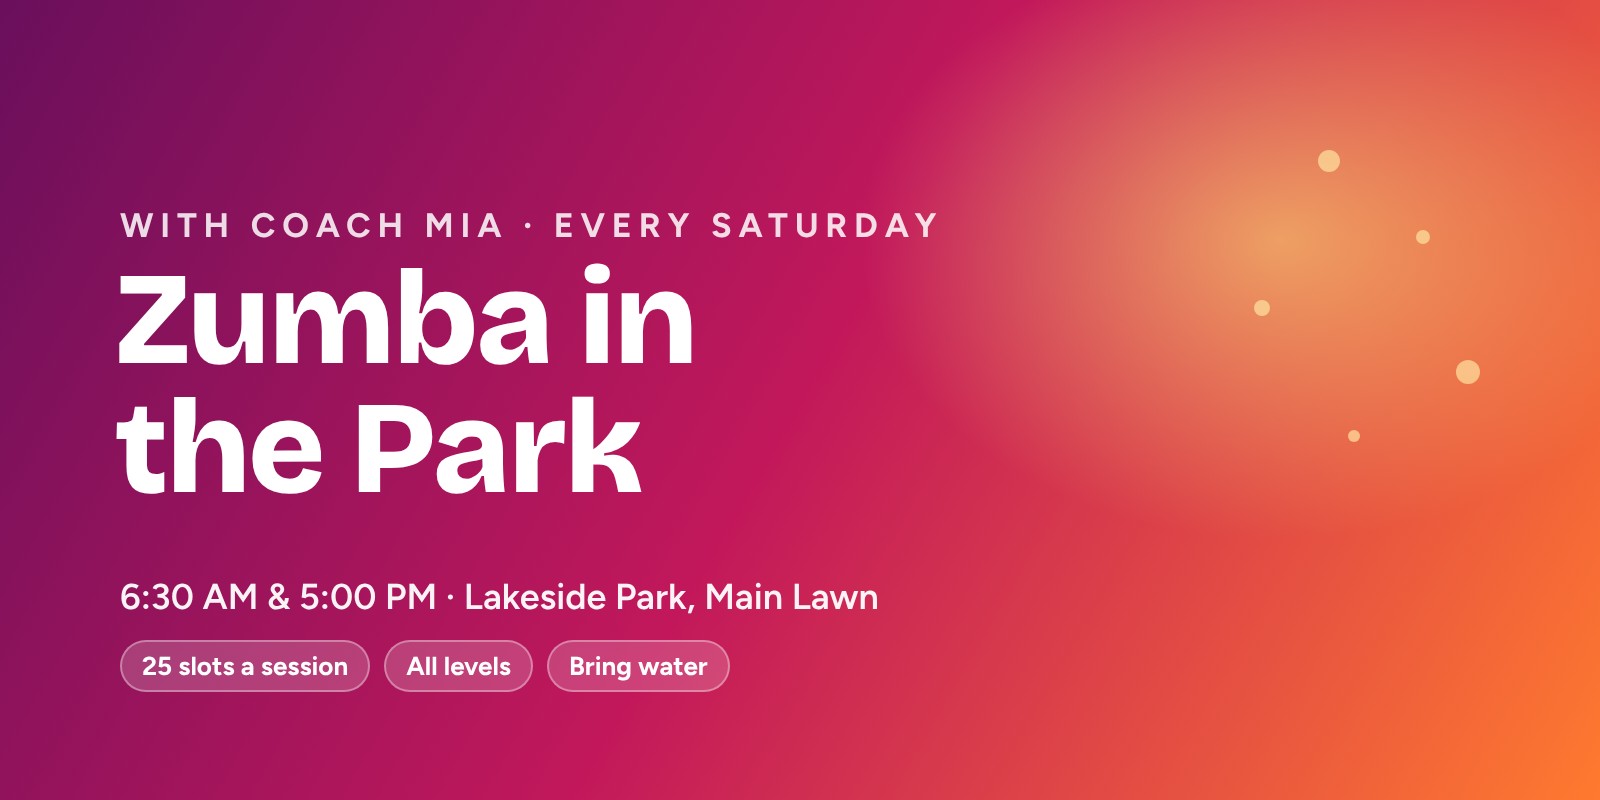 WITH COACH MIA · EVERY SATURDAY
Zumba in
the Park
6:30 AM & 5:00 PM · Lakeside Park, Main Lawn
25 slots a session
All levels
Bring water